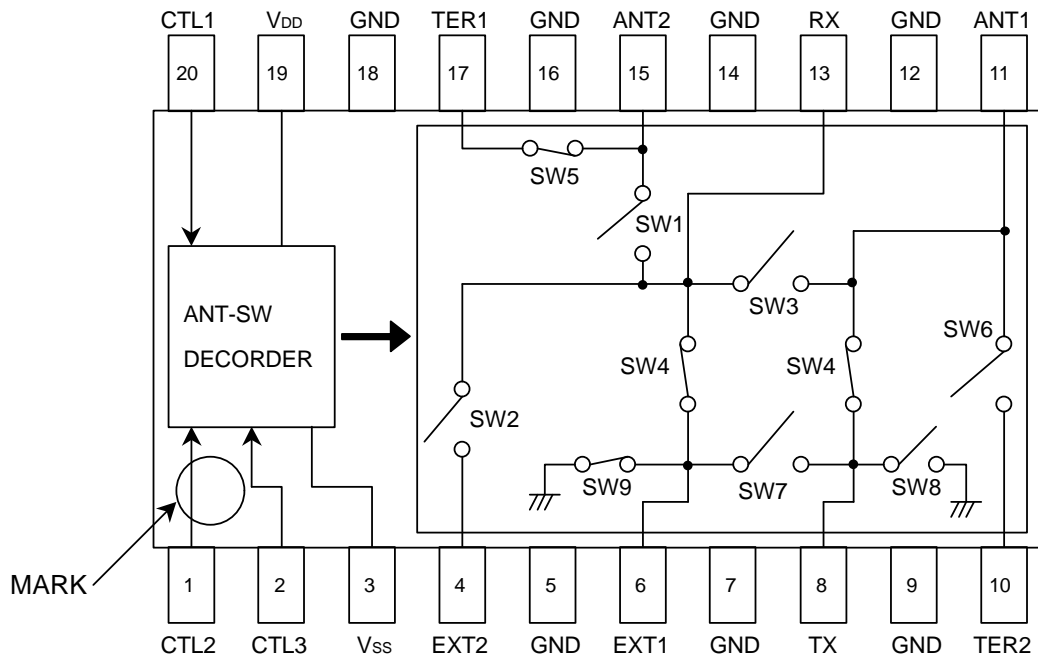 CTL1 VDD GND TER1 GND ANT2 GND RX GND ANT1
20 19 18 17 16 15 14 13 12 11
SW5
SW1
SW3
ANT-SW
DECORDER
SW6
SW4 SW4
SW2
SW9 SW7 SW8
MARK
1 2 3 4 5 6 7 8 9 10
CTL2 CTL3 VSS EXT2 GND EXT1 GND TX GND TER2